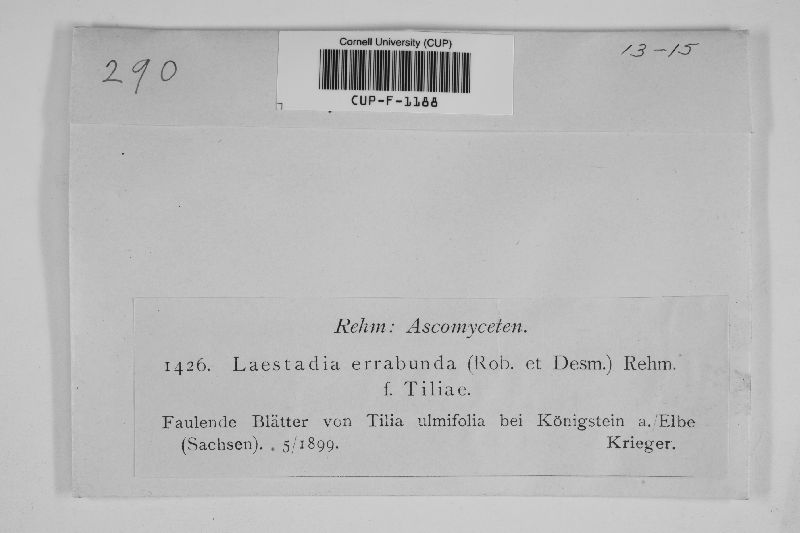 290
Cornell University (CUP)
CUP-F-1188
13-15
Rehm: Ascomyceten.
1426. Laestadia errabunda (Rob. et Desm.) Rehm.
f. Tiliae.
Faulende Blätter von Tilia ulmifolia bei Königstein a./Elbe
(Sachsen). 5/1899. Krieger.